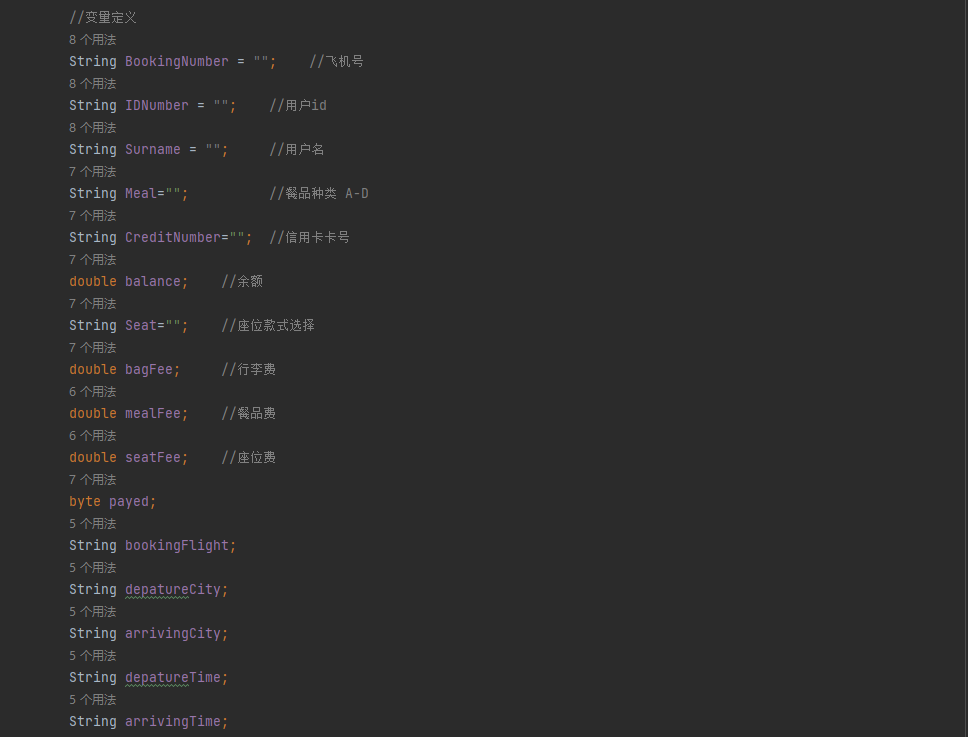 //变量定义
8 个用法
String BookingNumber = "";    //飞机号
8 个用法
String IDNumber = "";    //用户id
8 个用法
String Surname = "";     //用户名
7 个用法
String Meal="";          //餐品种类 A-D
7 个用法
String CreditNumber="";  //信用卡卡号
7 个用法
double balance;    //余额
7 个用法
String Seat="";    //座位款式选择
7 个用法
double bagFee;     //行李费
6 个用法
double mealFee;    //餐品费
6 个用法
double seatFee;    //座位费
7 个用法
byte payed;
5 个用法
String bookingFlight;
5 个用法
String depatureCity;
5 个用法
String arrivingCity;
5 个用法
String depatureTime;
5 个用法
String arrivingTime;